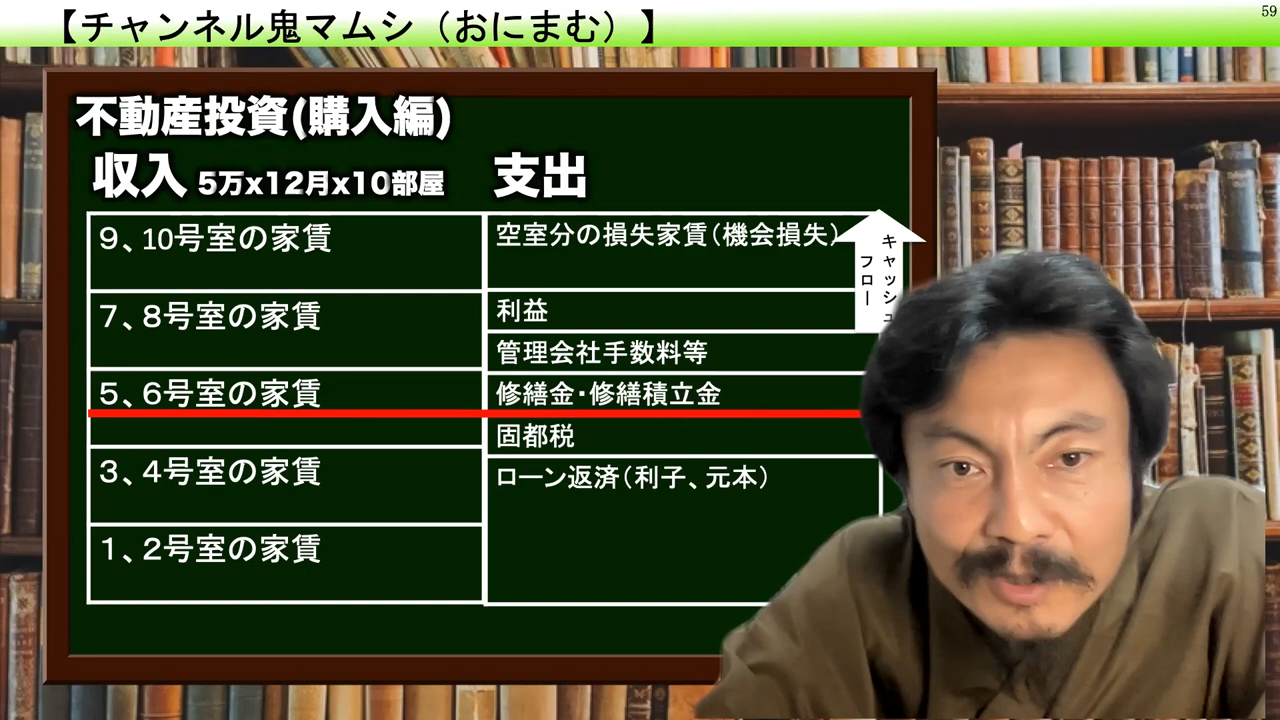 【チャンネル鬼マムシ（おにまむ）】
59
不動産投資(購入編)
収入 5万x12月x10部屋
支出
9、10号室の家賃
7、8号室の家賃
5、6号室の家賃
3、4号室の家賃
1、2号室の家賃
空室分の損失家賃（機会損失）
利益
管理会社手数料等
修繕金・修繕積立金
固都税
ローン返済（利子、元本）
キャッシュ
フロー